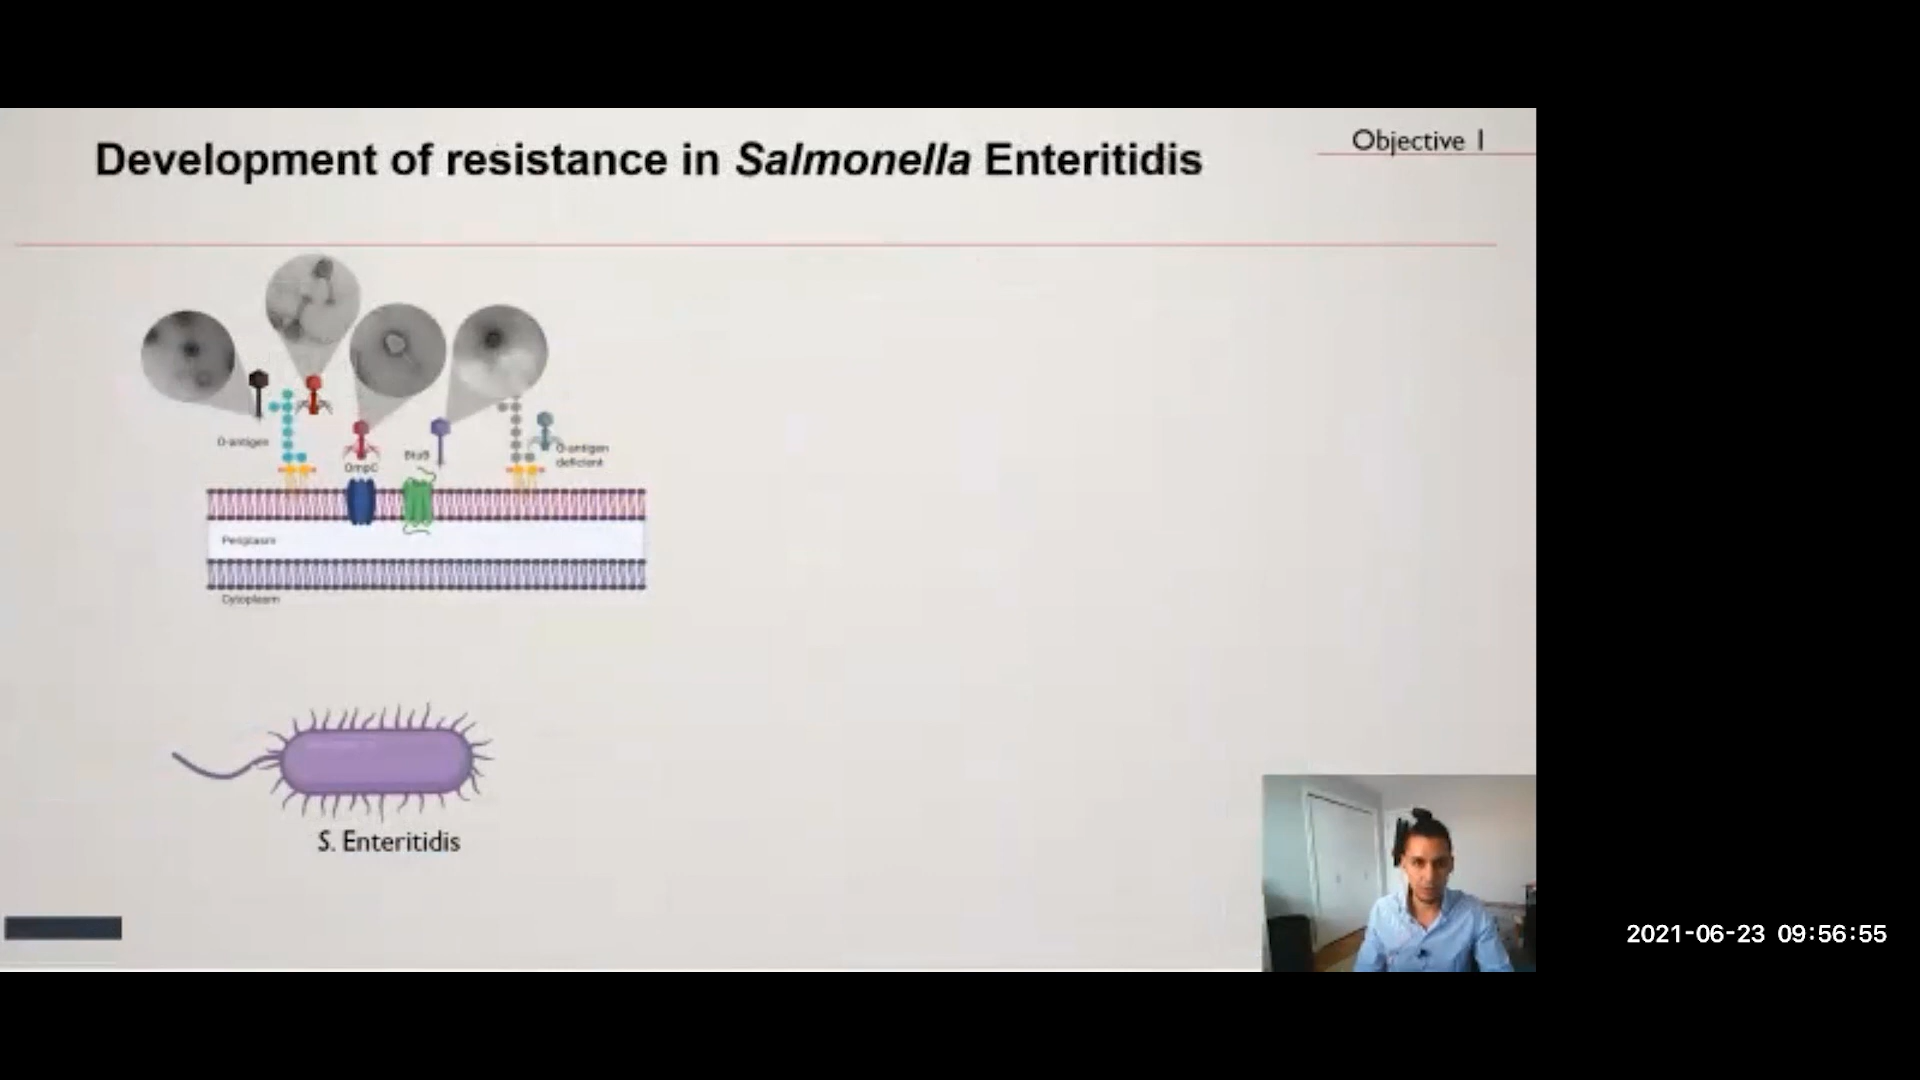 Development of resistance in Salmonella Enteritidis
Objective 1
O-antigen
OmpC
BtuB
O-antigen
deficient
Periplasm
Cytoplasm
S. Enteritidis
2021-06-23 09:56:55